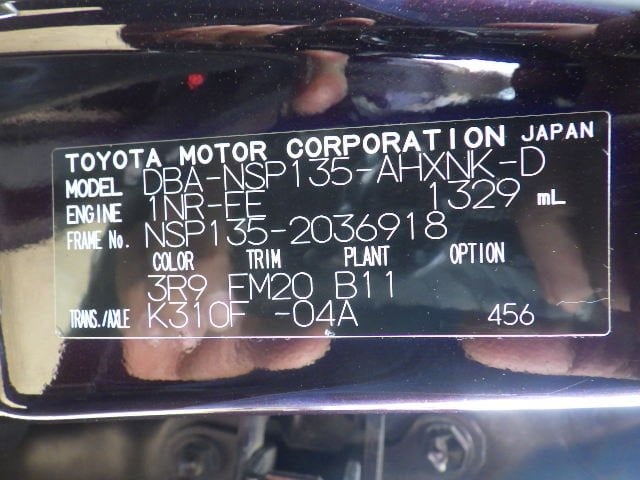 TOYOTA MOTOR CORPORATION JAPAN
MODEL DBA-NSP135-AHXNK-D
ENGINE 1NR-EE 1329 mL
FRAME No. NSP135-2036918
COLOR TRIM PLANT OPTION
3R9 EM20 B11
TRANS./AXLE K310F -04A 456